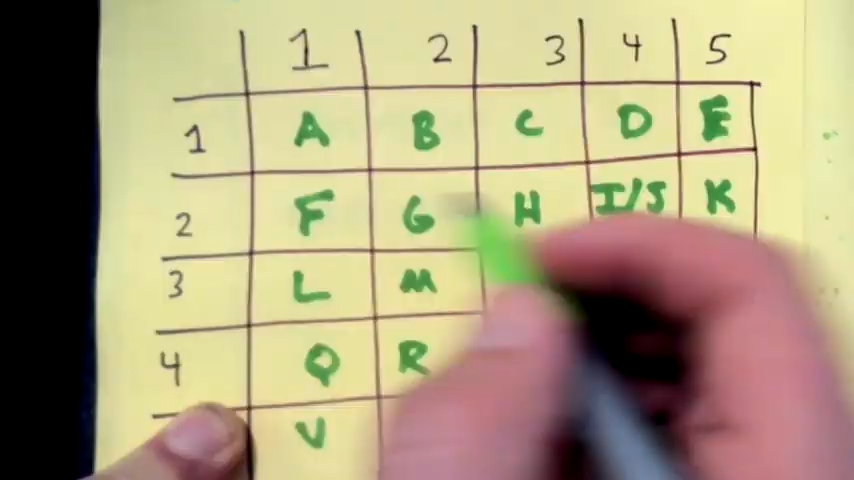 1 2 3 4 5
1 A B C D E
2 F G H I/J K
3 L M
4 Q R
V